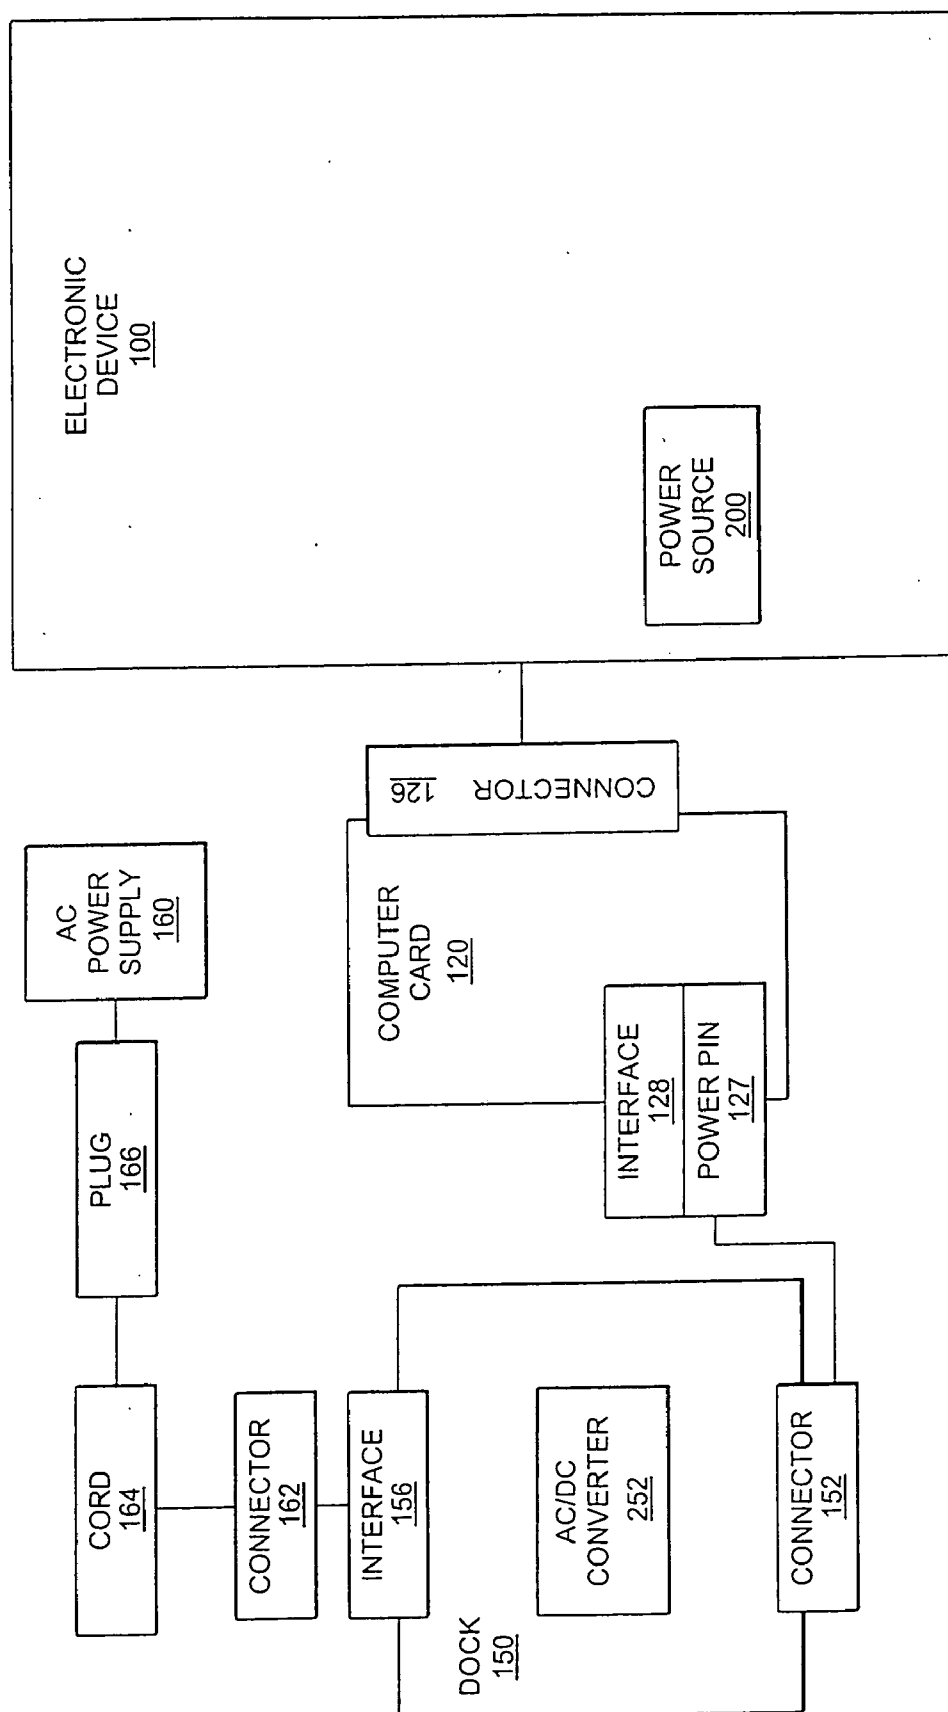 CORD
164
PLUG
166
AC
POWER
SUPPLY
160
ELECTRONIC
DEVICE
100
CONNECTOR
162
INTERFACE
156
DOCK
150
AC/DC
CONVERTER
252
CONNECTOR
152
COMPUTER
CARD
120
INTERFACE
128
POWER PIN
127
CONNECTOR 126
POWER
SOURCE
200